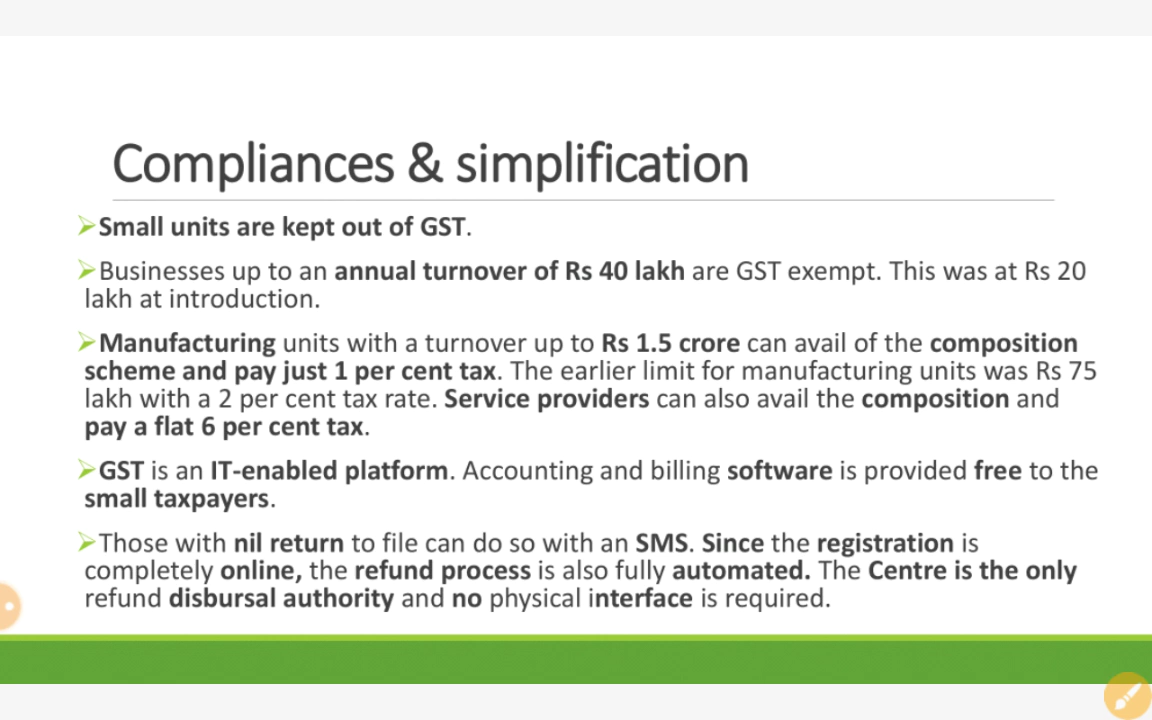 Compliances & simplification
➢Small units are kept out of GST.
➢Businesses up to an annual turnover of Rs 40 lakh are GST exempt. This was at Rs 20
lakh at introduction.
➢Manufacturing units with a turnover up to Rs 1.5 crore can avail of the composition
scheme and pay just 1 per cent tax. The earlier limit for manufacturing units was Rs 75
lakh with a 2 per cent tax rate. Service providers can also avail the composition and
pay a flat 6 per cent tax.
➢GST is an IT-enabled platform. Accounting and billing software is provided free to the
small taxpayers.
➢Those with nil return to file can do so with an SMS. Since the registration is
completely online, the refund process is also fully automated. The Centre is the only
refund disbursal authority and no physical interface is required.